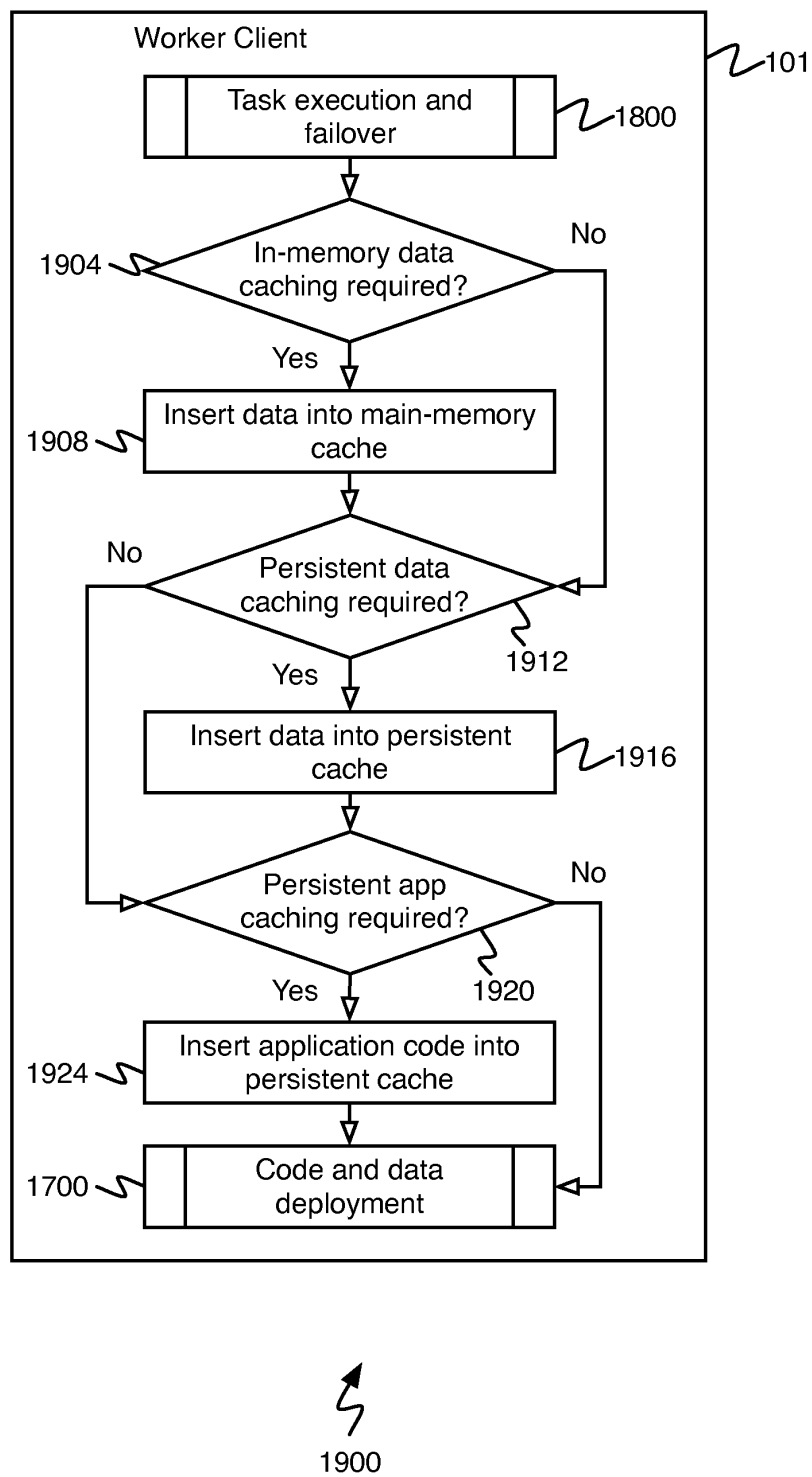 Worker Client
101
Task execution and
failover
1800
1904
In-memory data
caching required?
No
Yes
1908
Insert data into main-memory
cache
No
Persistent data
caching required?
1912
Yes
Insert data into persistent
cache
1916
Persistent app
caching required?
No
1920
Yes
1924
Insert application code into
persistent cache
1700
Code and data
deployment
1900